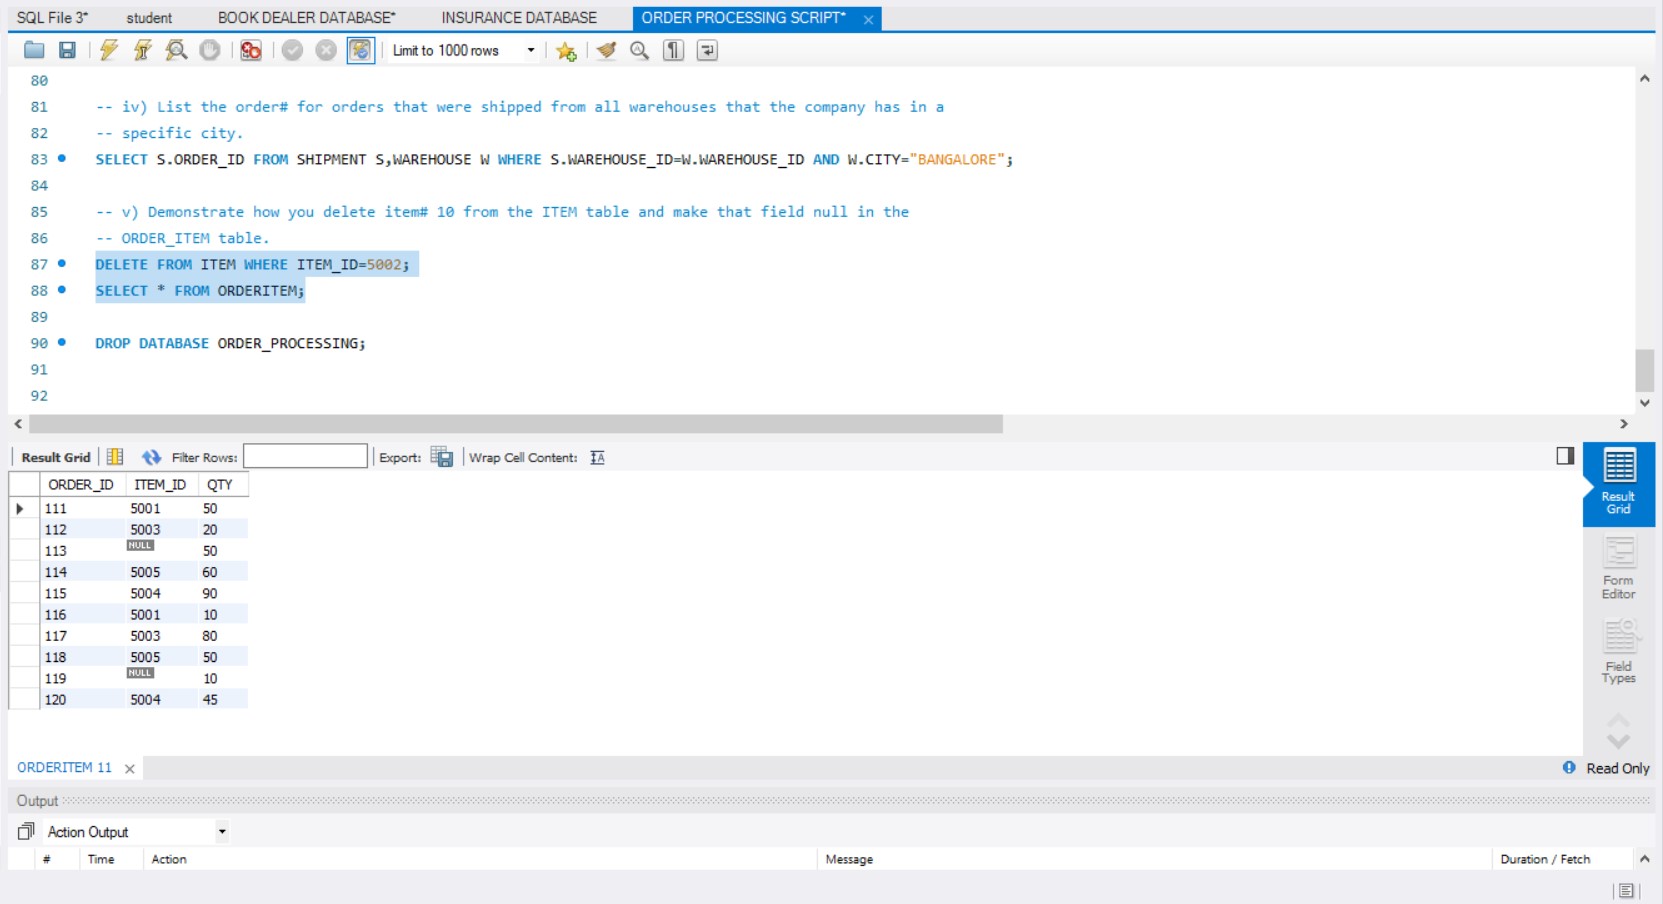 SQL File 3* student BOOK DEALER DATABASE* INSURANCE DATABASE ORDER PROCESSING SCRIPT*
Limit to 1000 rows
80
81 -- iv) List the order# for orders that were shipped from all warehouses that the company has in a
82 -- specific city.
83 SELECT S.ORDER_ID FROM SHIPMENT S,WAREHOUSE W WHERE S.WAREHOUSE_ID=W.WAREHOUSE_ID AND W.CITY="BANGALORE";
84
85 -- v) Demonstrate how you delete item# 10 from the ITEM table and make that field null in the
86 -- ORDER_ITEM table.
87 DELETE FROM ITEM WHERE ITEM_ID=5002;
88 SELECT * FROM ORDERITEM;
89
90 DROP DATABASE ORDER_PROCESSING;
91
92
Result Grid Filter Rows: Export: Wrap Cell Content:
ORDER_ID ITEM_ID QTY
111 5001 50
112 5003 20
113 NULL 50
114 5005 60
115 5004 90
116 5001 10
117 5003 80
118 5005 50
119 NULL 10
120 5004 45
Result
Grid
Form
Editor
Field
Types
ORDERITEM 11 Read Only
Output
Action Output
# Time Action Message Duration / Fetch